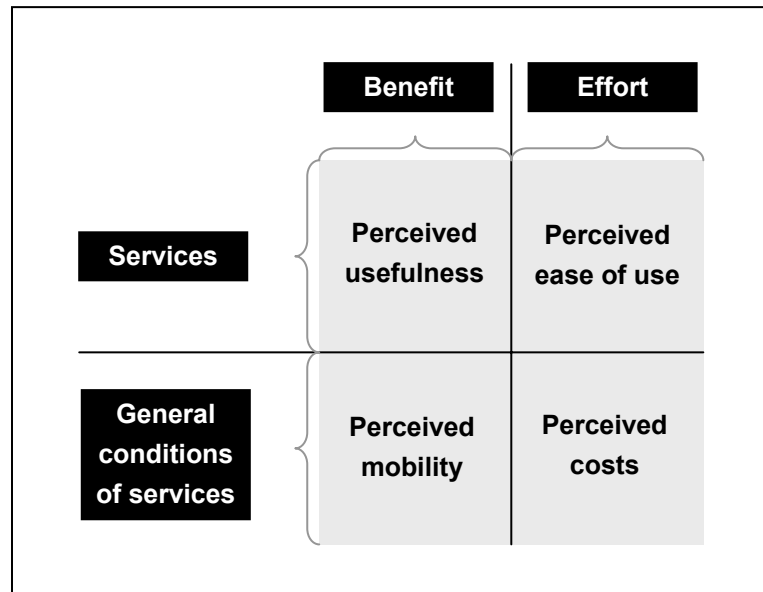 Benefit
Effort
Services
Perceived
usefulness
Perceived
ease of use
General
conditions
of services
Perceived
mobility
Perceived
costs